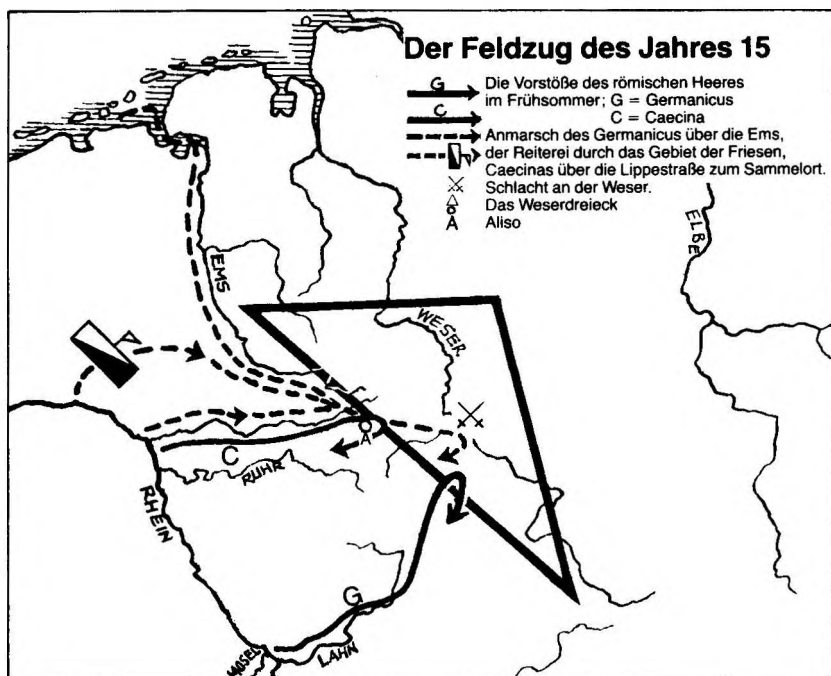 Der Feldzug des Jahres 15
G
Die Vorstöße des römischen Heeres
im Frühsommer; G = Germanicus
C
C = Caecina
Anmarsch des Germanicus über die Ems,
der Reiterei durch das Gebiet der Friesen,
Caecinas über die Lippestraße zum Sammelort.
Schlacht an der Weser.
Das Weserdreieck
A
Aliso
ELBE
EMS
WESER
A
C
RUHR
RHEIN
G
MOSEL
LAHN